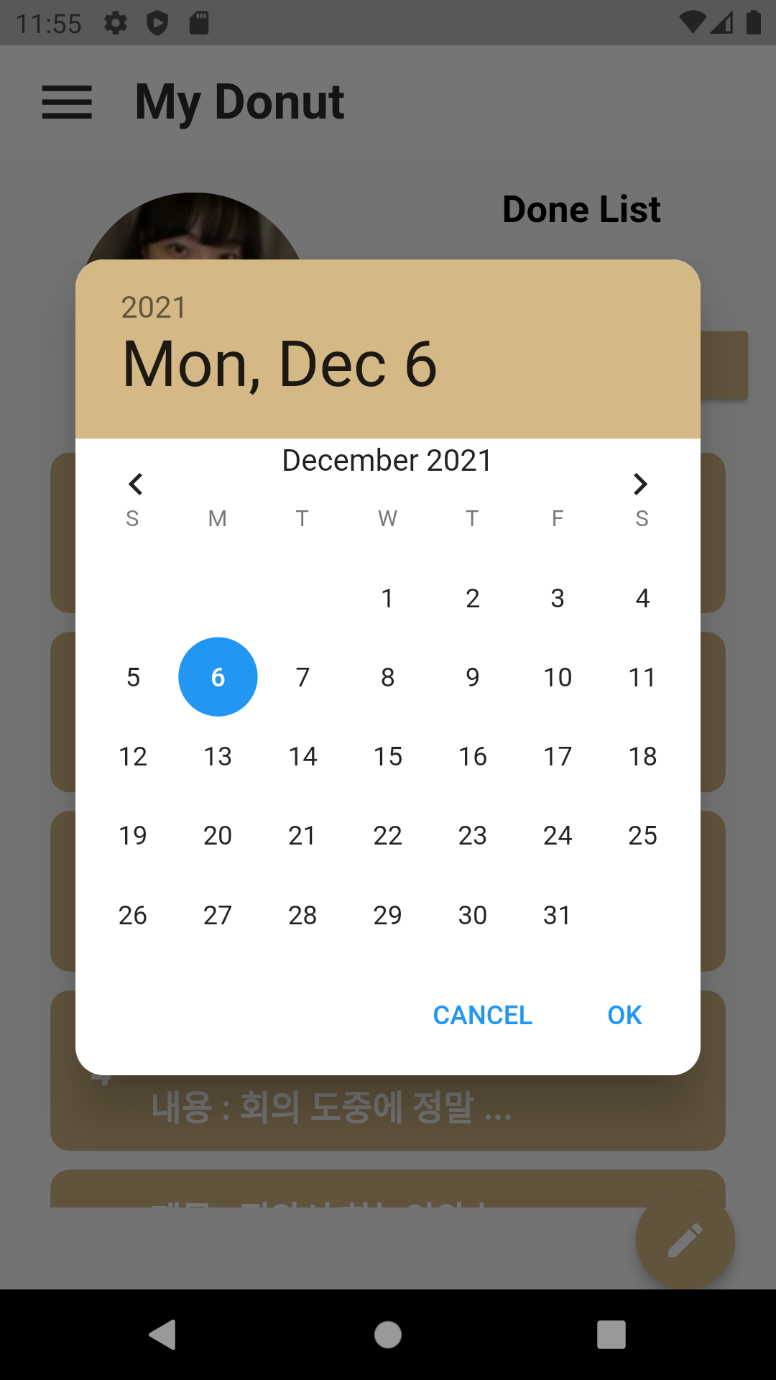 11:55
My Donut
Done List
2021
Mon, Dec 6
December 2021
S M T W T F S
1 2 3 4
5 6 7 8 9 10 11
12 13 14 15 16 17 18
19 20 21 22 23 24 25
26 27 28 29 30 31
CANCEL OK
내용 : 회의 도중에 정말 ...